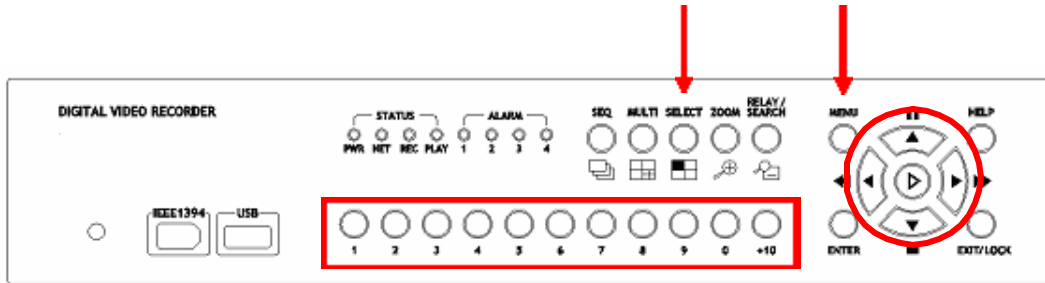 DIGITAL VIDEO RECORDER
STATUS
ALARM
PWR NET REC PLAY 1 2 3 4
SEQ MULTI SELECT ZOOM RELAY / SEARCH
MENU
HELP
IEEE1394
USB
1 2 3 4 5 6 7 8 9 0 +10
ENTER
EXIT/LOCK